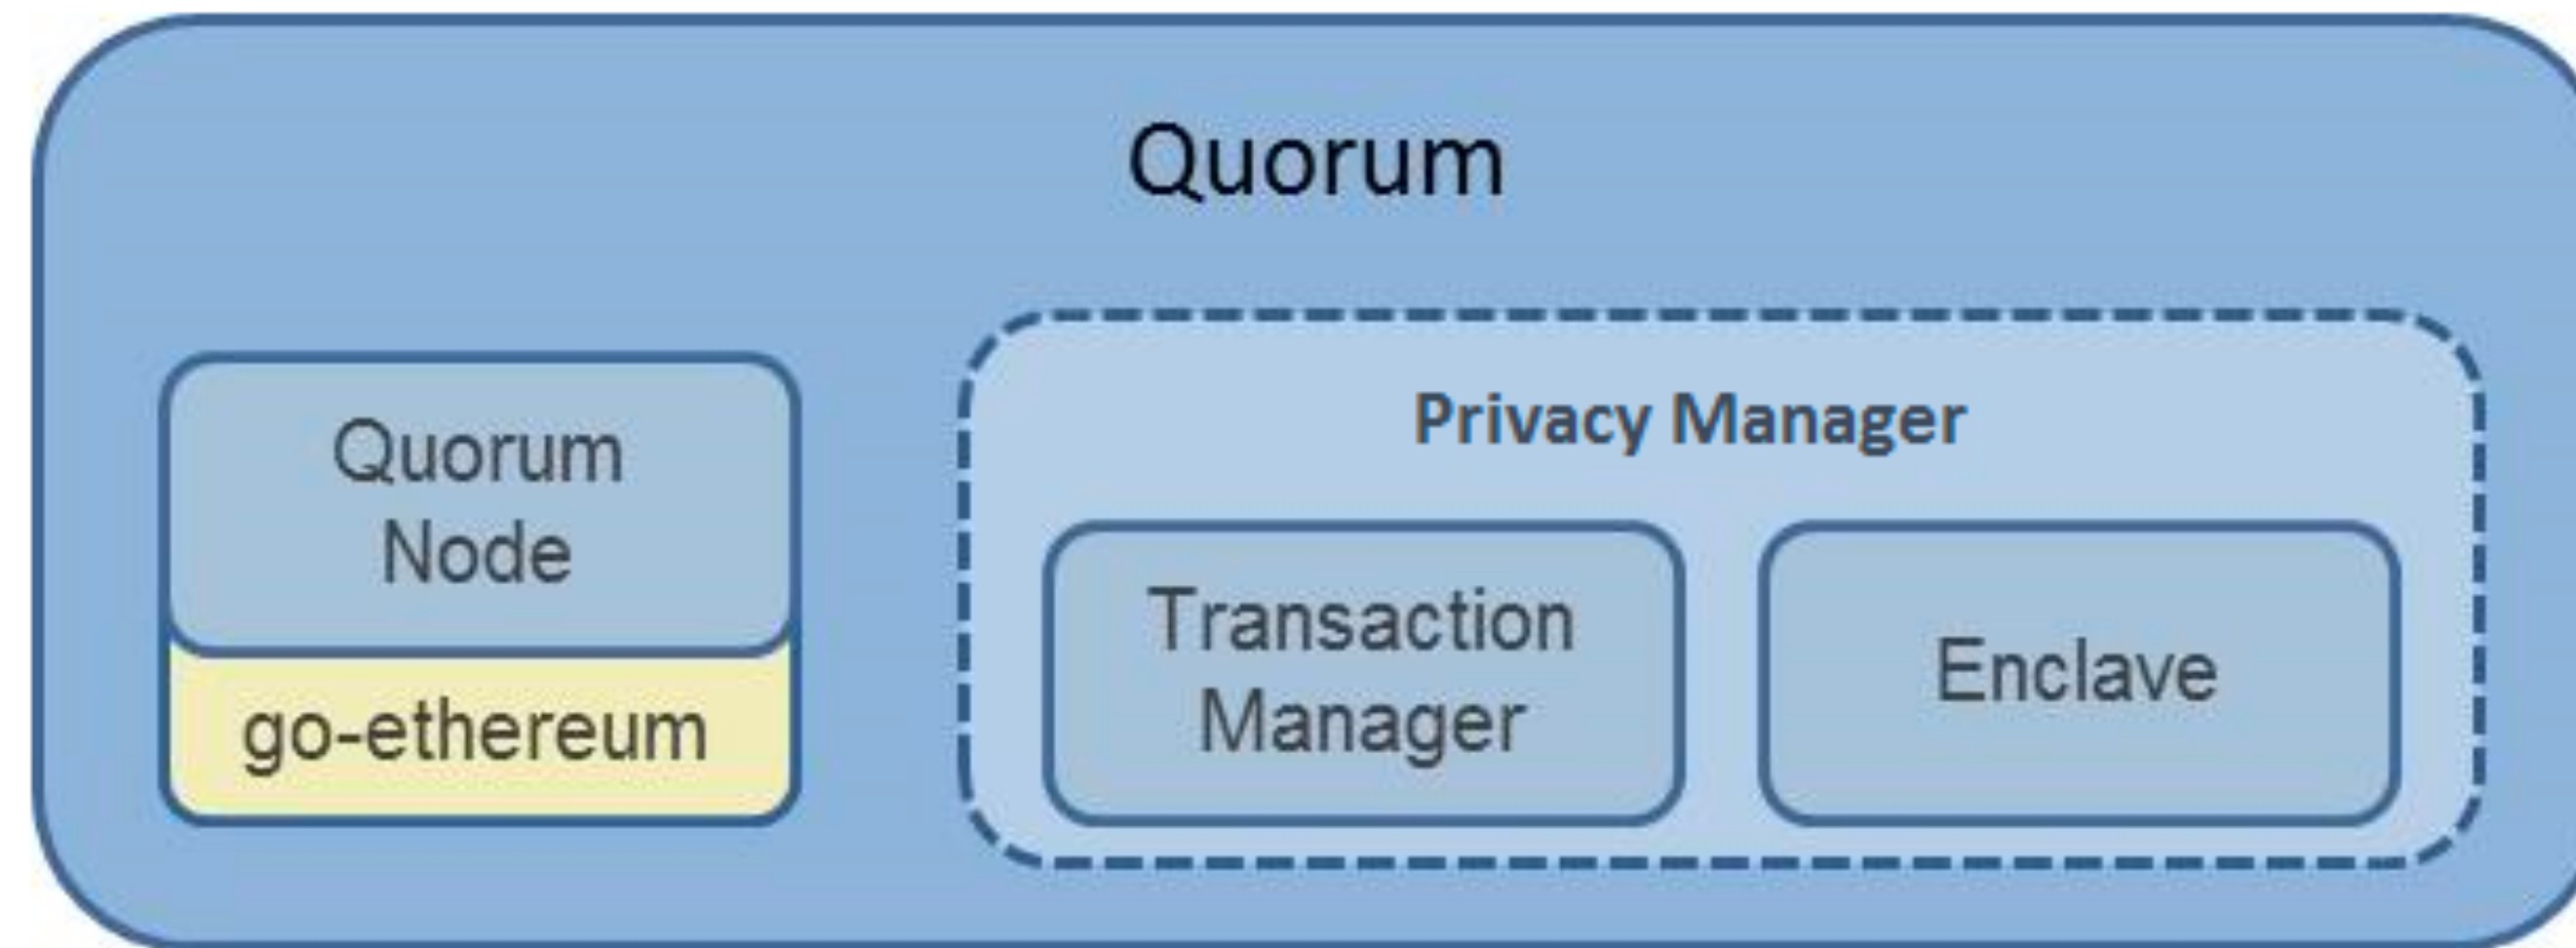 Quorum
Quorum
Node
go-ethereum
Privacy Manager
Transaction
Manager
Enclave